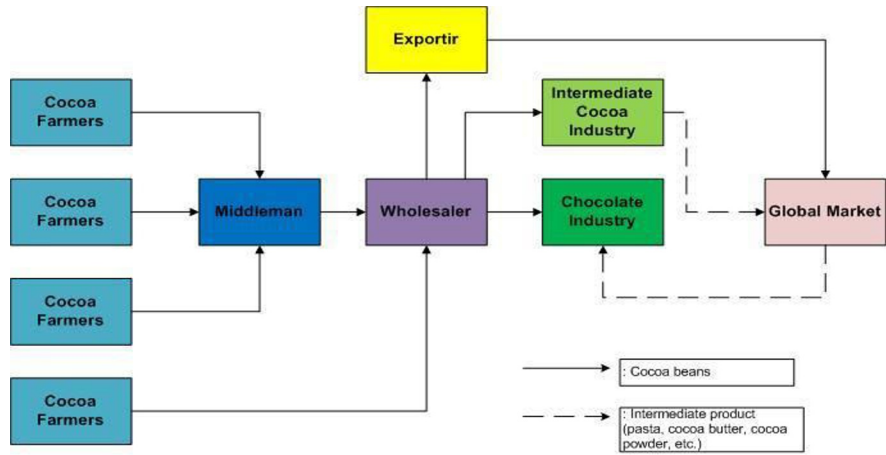 Exportir
Cocoa
Farmers
Intermediate
Cocoa
Industry
Cocoa
Farmers
Middleman
Wholesaler
Chocolate
Industry
Global Market
Cocoa
Farmers
Cocoa
Farmers
: Cocoa beans
: Intermediate product
(pasta, cocoa butter, cocoa
powder, etc.)